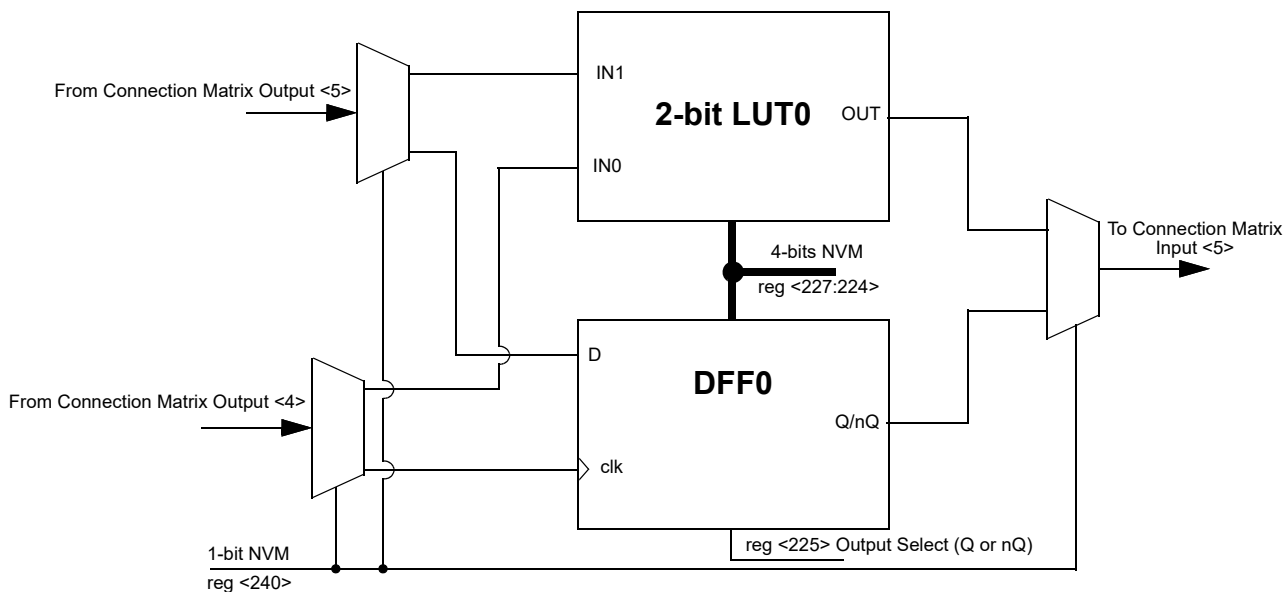 From Connection Matrix Output <5>
IN1
2-bit LUT0
OUT
IN0
To Connection Matrix
Input <5>
4-bits NVM
reg <227:224>
D
DFF0
From Connection Matrix Output <4>
Q/nQ
clk
reg <225> Output Select (Q or nQ)
1-bit NVM
reg <240>